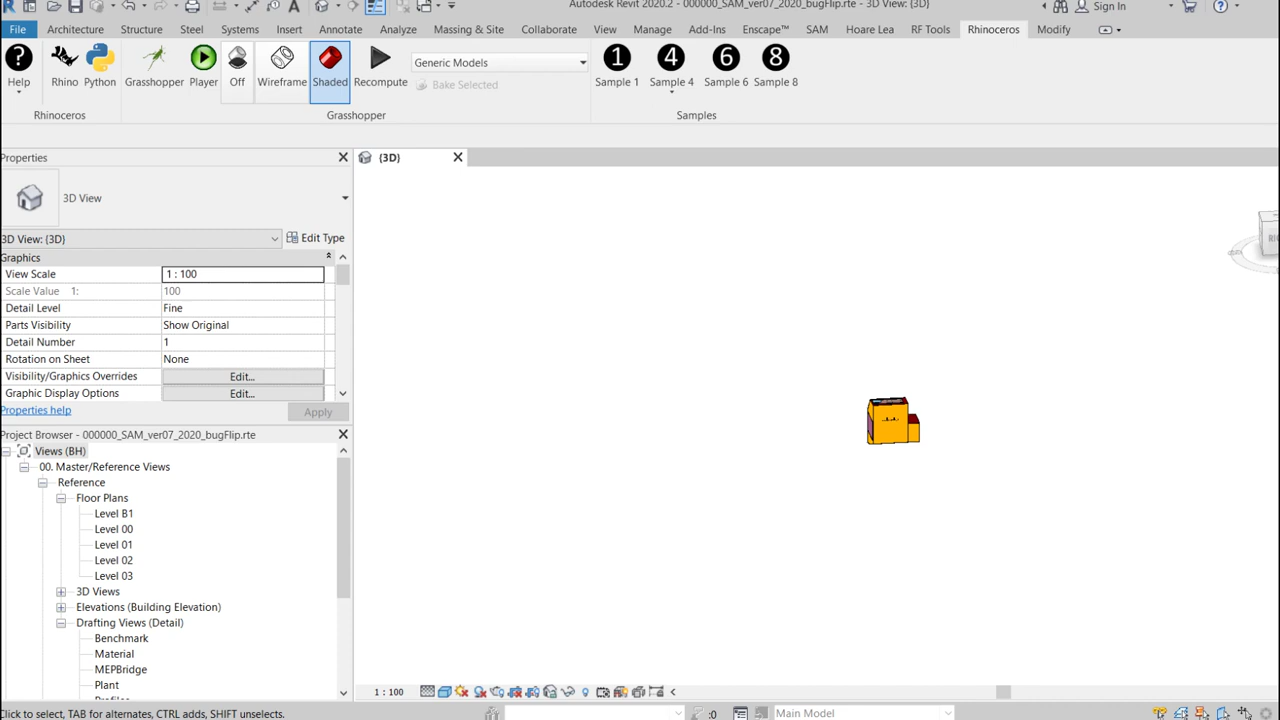 Autodesk Revit 2020.2 - 000000_SAM_ver07_2020_bugFlip.rte - 3D View: {3D}
Sign In
File Architecture Structure Steel Systems Insert Annotate Analyze Massing & Site Collaborate View Manage Add-Ins Enscape™ SAM Hoare Lea RF Tools Rhinoceros Modify
Help Rhino Python Grasshopper Player Off Wireframe Shaded Recompute
Generic Models
Bake Selected
1 4 6 8
Sample 1 Sample 4 Sample 6 Sample 8
Rhinoceros Grasshopper Samples
Properties
{3D}
3D View
3D View: {3D} Edit Type
Graphics
View Scale 1 : 100
Scale Value 1: 100
Detail Level Fine
Parts Visibility Show Original
Detail Number 1
Rotation on Sheet None
Visibility/Graphics Overrides Edit...
Graphic Display Options Edit...
Properties help Apply
Project Browser - 000000_SAM_ver07_2020_bugFlip.rte
Views (BH)
00. Master/Reference Views
Reference
Floor Plans
Level B1
Level 00
Level 01
Level 02
Level 03
3D Views
Elevations (Building Elevation)
Drafting Views (Detail)
Benchmark
Material
MEPBridge
Plant
1 : 100
Click to select, TAB for alternates, CTRL adds, SHIFT unselects.
:0
Main Model